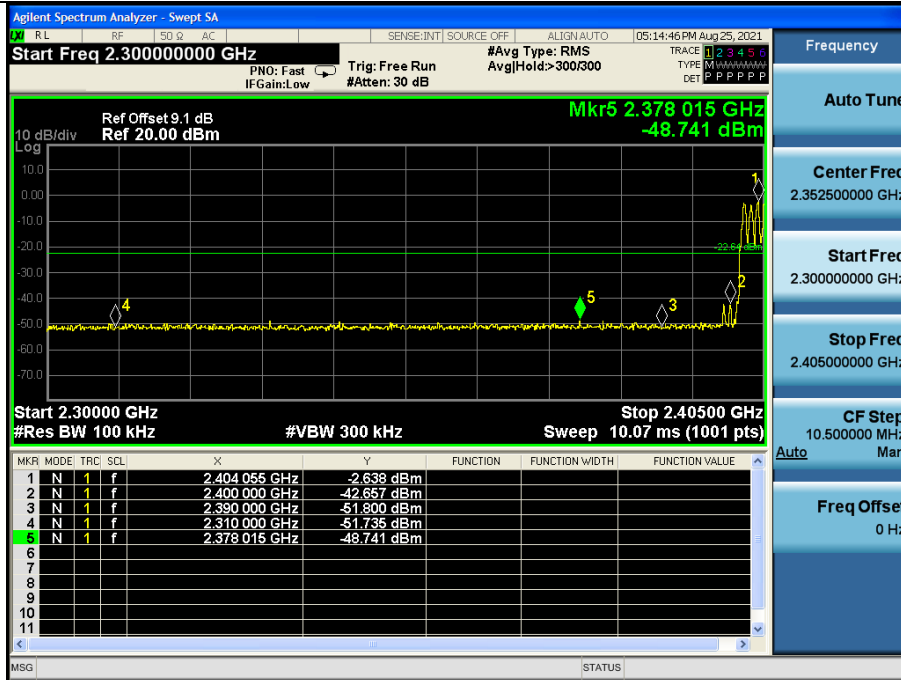 Agilent Spectrum Analyzer - Swept SA
LXI RL RF 50 Ω AC SENSE:INT SOURCE OFF ALIGN AUTO 05:14:46 PM Aug 25, 2021
Start Freq 2.300000000 GHz
PNO: Fast
IFGain:Low
Trig: Free Run
#Atten: 30 dB
#Avg Type: RMS
Avg|Hold:>300/300
TRACE 1 2 3 4 5 6
TYPE M WWWWW
DET P P P P P P
Frequency
Auto Tune
Center Freq
2.352500000 GHz
Start Freq
2.300000000 GHz
Stop Freq
2.405000000 GHz
CF Step
10.500000 MHz
Auto Man
Freq Offset
0 Hz
Mkr5 2.378 015 GHz
-48.741 dBm
Ref Offset 9.1 dB
10 dB/div Ref 20.00 dBm
Log
10.0
0.00
-10.0
-20.0
-30.0
-40.0
-50.0
-60.0
-70.0
1
-22.64 dBm
2
3
4
5
Start 2.30000 GHz Stop 2.40500 GHz
#Res BW 100 kHz #VBW 300 kHz Sweep 10.07 ms (1001 pts)
MKR MODE TRC SCL X Y FUNCTION FUNCTION WIDTH FUNCTION VALUE
1 N 1 f 2.404 055 GHz -2.638 dBm
2 N 1 f 2.400 000 GHz -42.657 dBm
3 N 1 f 2.390 000 GHz -51.800 dBm
4 N 1 f 2.310 000 GHz -51.735 dBm
5 N 1 f 2.378 015 GHz -48.741 dBm
6
7
8
9
10
11
MSG STATUS